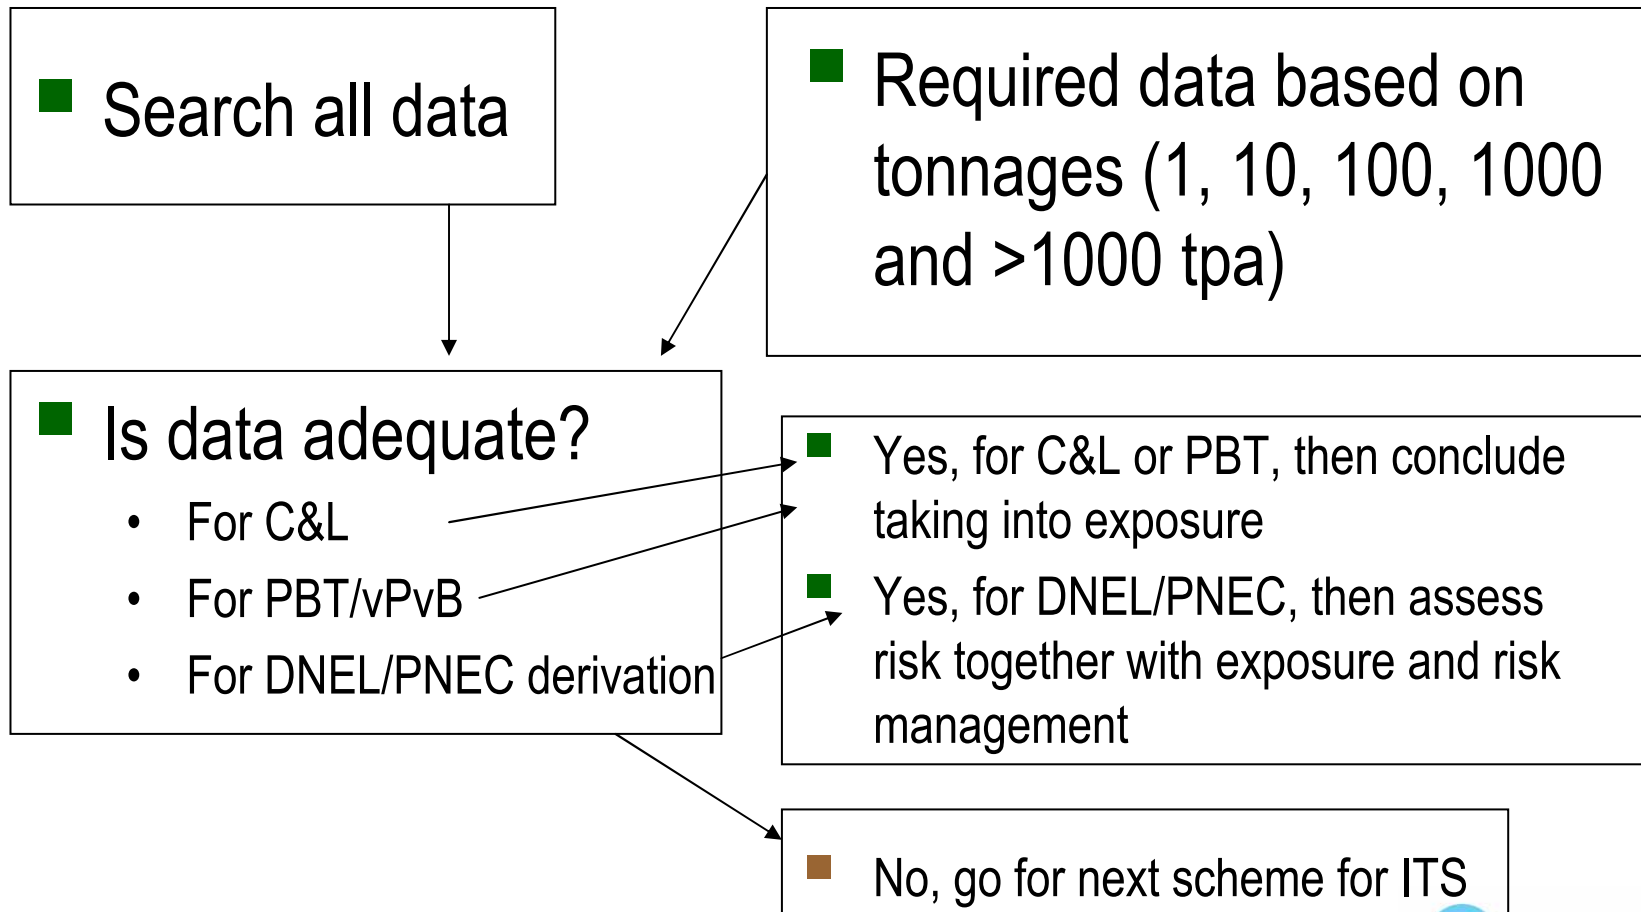 Search all data
Required data based on
tonnages (1, 10, 100, 1000
and >1000 tpa)
Is data adequate?
• For C&L
• For PBT/vPvB
• For DNEL/PNEC derivation
Yes, for C&L or PBT, then conclude
taking into exposure
Yes, for DNEL/PNEC, then assess
risk together with exposure and risk
management
No, go for next scheme for ITS